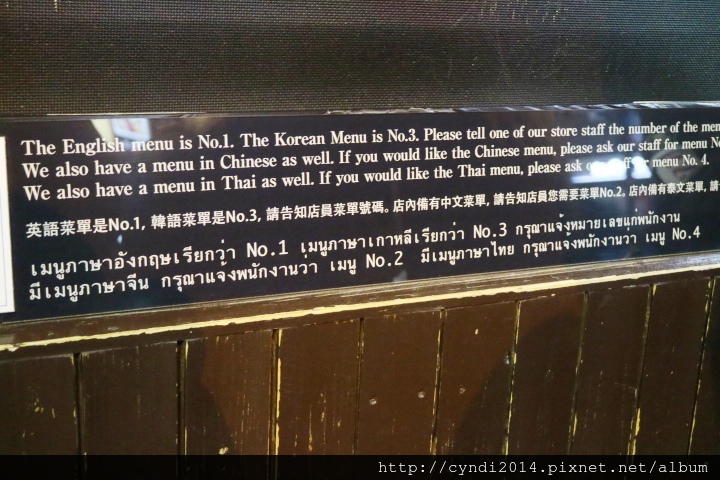 The English menu is No.1. The Korean Menu is No.3. Please tell one of our store staff the number of the
We also have a menu in Chinese as well. If you would like the Chinese menu, please ask our staff for menu
We also have a menu in Thai as well. If you would like the Thai menu, please ask our staff for menu No. 4.
英語菜單是No.1, 韓語菜單是No.3, 請告知店員菜單號碼。店內備有中文菜單, 請告知店員您需要菜單No.2。店內備有泰文菜單, 請
เมนูภาษาอังกฤษเรียกว่า No.1 เมนูภาษาเกาหลีเรียกว่า No.3 กรุณาแจ้งหมายเลขแก่พนักงาน
มีเมนูภาษาจีน กรุณาแจงพนักงานว่า เมนู No.2 มีเมนูภาษาไทย กรุณาแจ้งพนักงานว่า เมนู No.4
http://cyndi2014.pixnet.net/album